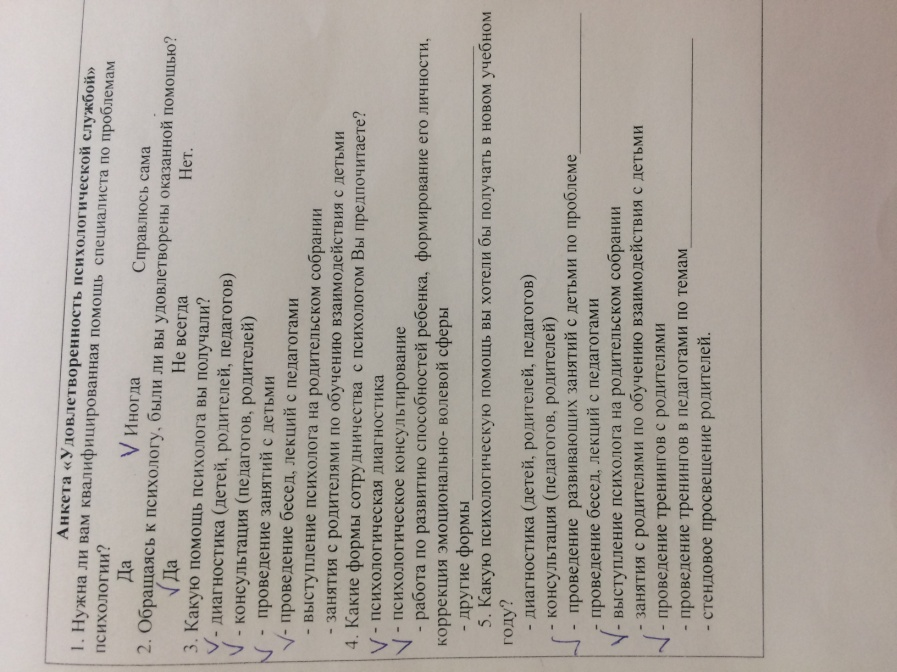 Анкета «Удовлетворенность психологической службой»
1. Нужна ли вам квалифицированная помощь специалиста по проблемам
психологии?
Да V Иногда Справлюсь сама
2. Обращаясь к психологу, были ли вы удовлетворены оказанной помощью?
√ Да Не всегда Нет.
3. Какую помощь психолога вы получали?
V - диагностика (детей, родителей, педагогов)
V - консультация (педагогов, родителей)
V - проведение занятий с детьми
V - проведение бесед, лекций с педагогами
- выступление психолога на родительском собрании
- занятия с родителями по обучению взаимодействия с детьми
4. Какие формы сотрудничества с психологом Вы предпочитаете?
V - психологическая диагностика
V - психологическое консультирование
- работа по развитию способностей ребенка, формирование его личности,
коррекция эмоционально- волевой сферы
- другие формы
5. Какую психологическую помощь вы хотели бы получать в новом учебном
году?
- диагностика (детей, родителей, педагогов)
- консультация (педагогов, родителей)
V - проведение развивающих занятий с детьми по проблеме
- проведение бесед, лекций с педагогами
V - выступление психолога на родительском собрании
- занятия с родителями по обучению взаимодействия с детьми
V - проведение тренингов с родителями
- проведение тренингов в педагогами по темам
- стендовое просвещение родителей.